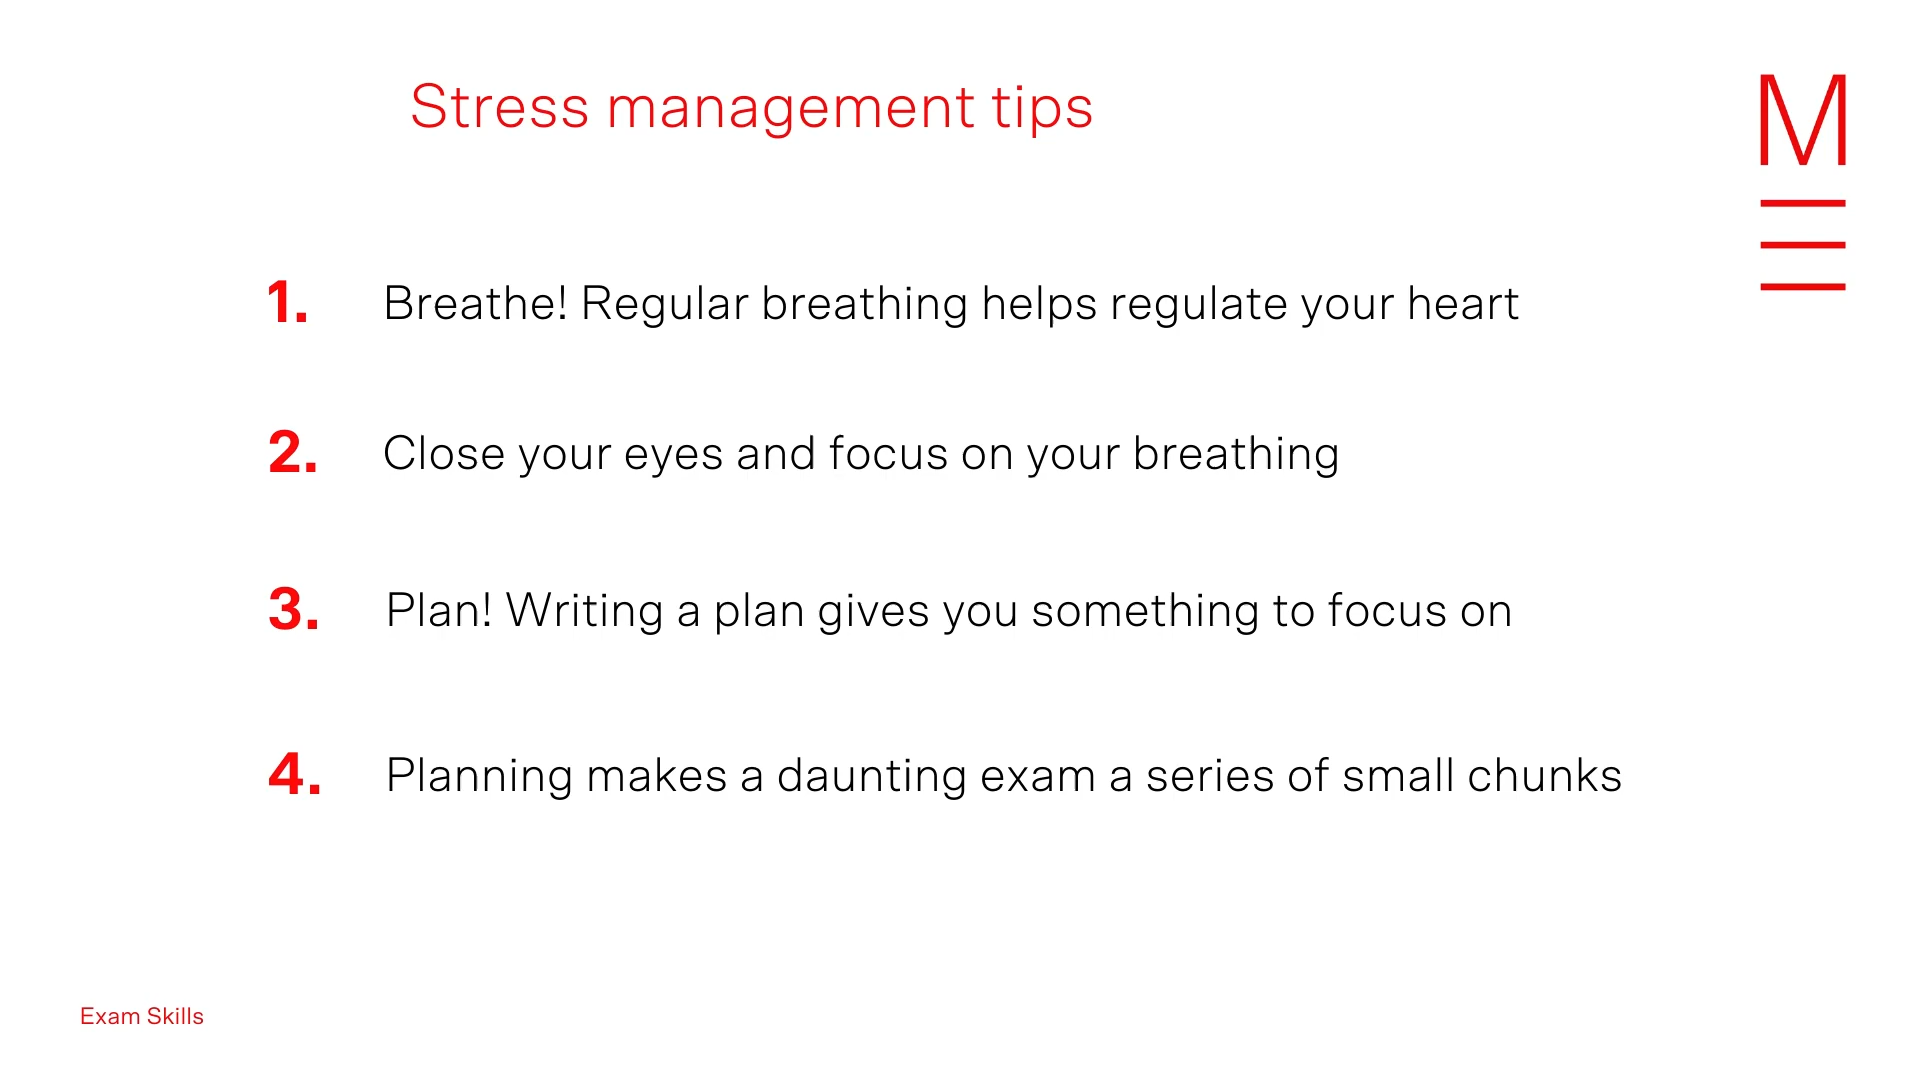 Stress management tips
M
1. Breathe! Regular breathing helps regulate your heart
2. Close your eyes and focus on your breathing
3. Plan! Writing a plan gives you something to focus on
4. Planning makes a daunting exam a series of small chunks
Exam Skills